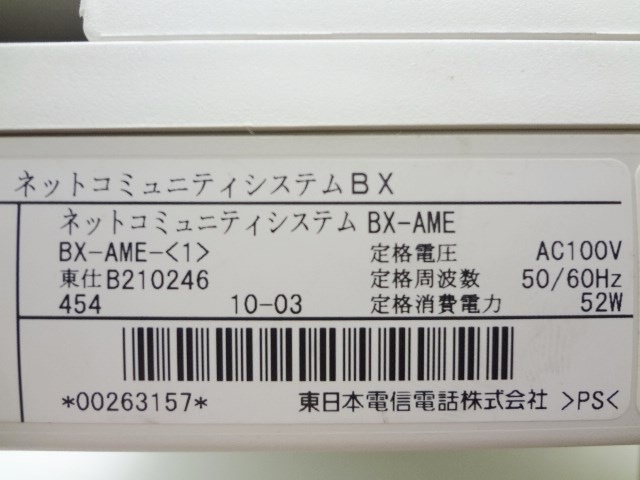 ネットコミュニティシステムBX
ネットコミュニティシステム BX-AME
BX-AME-<1> 定格電圧 AC100V
東仕B210246 定格周波数 50/60Hz
454 10-03 定格消費電力 52W
*00263157* 東日本電信電話株式会社 >PS<